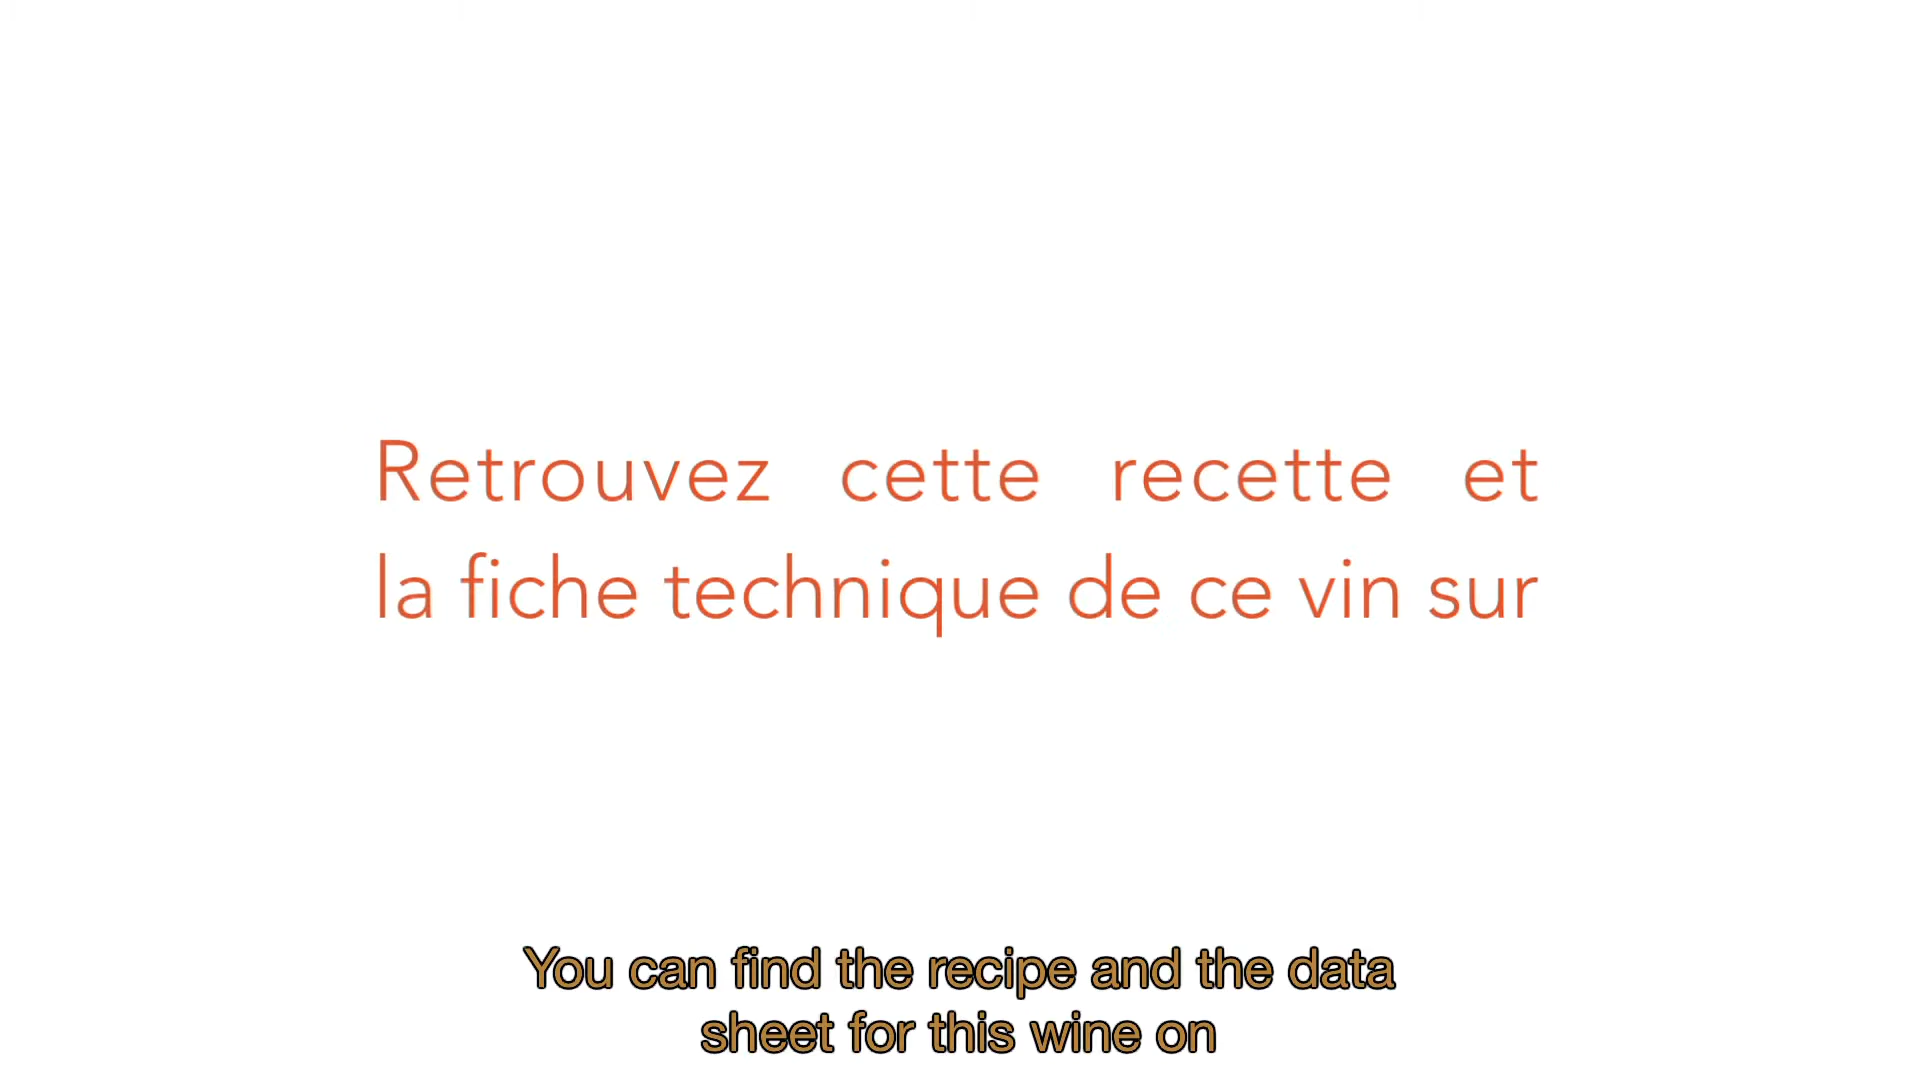 Retrouvez cette recette et
la fiche technique de ce vin sur
You can find the recipe and the data
sheet for this wine on